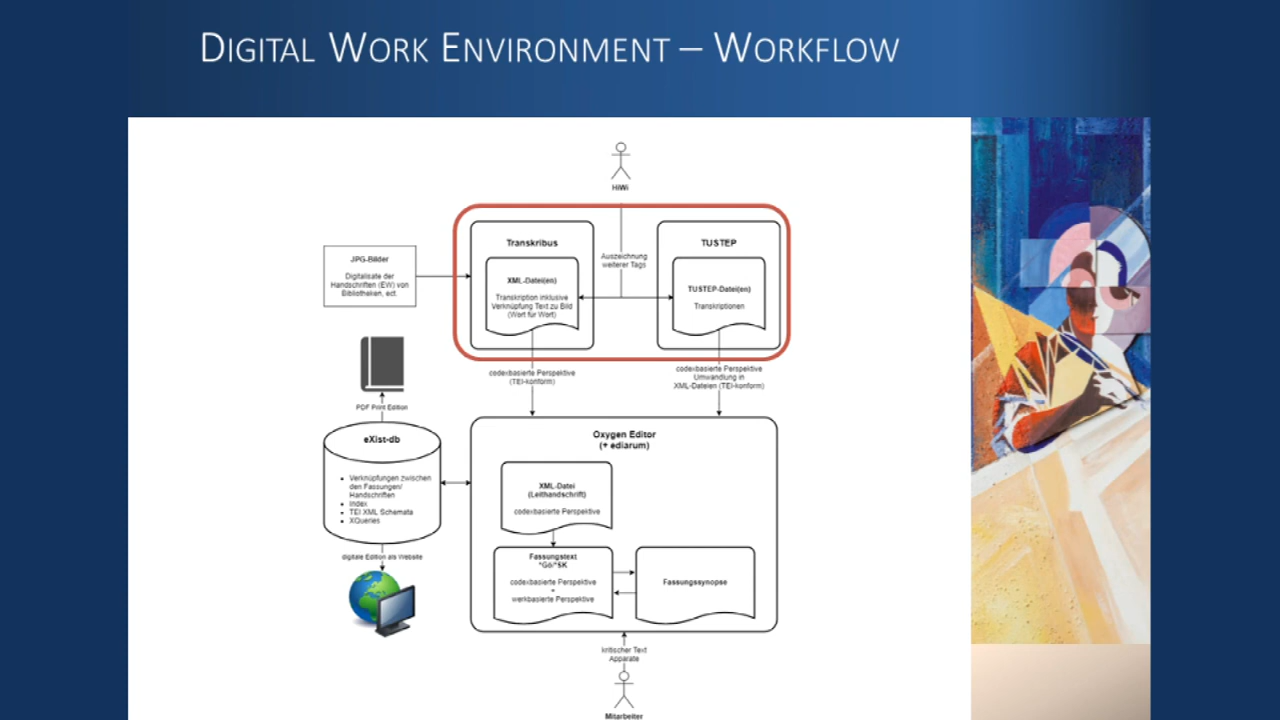 DIGITAL WORK ENVIRONMENT – WORKFLOW
HiWi
Transkribus
TUSTEP
JPG-Bilder
Digitalisate der
Handschriften (EW) von
Bibliotheken, ect.
Auszeichnung
weiterer Tags
XML-Datei(en)
Transkription inklusive
Verknüpfung Text zu Bild
(Wort für Wort)
TUSTEP-Datei(en)
Transkriptionen
codexbasierte Perspektive
(TEI-konform)
codexbasierte Perspektive
Umwandlung in
XML-Dateien (TEI-konform)
PDF Print Edition
eXist-db
Verknüpfungen zwischen
den Fassungen/
Handschriften
Index
TEI XML Schemata
XQueries
digitale Edition als Website
Oxygen Editor
(+ ediarum)
XML-Datei
(Leithandschrift)
codexbasierte Perspektive
Fassungstext
*Gö/*SK
codexbasierte Perspektive
+
werkbasierte Perspektive
Fassungssynopse
kritischer Text
Apparate
Mitarbeiter